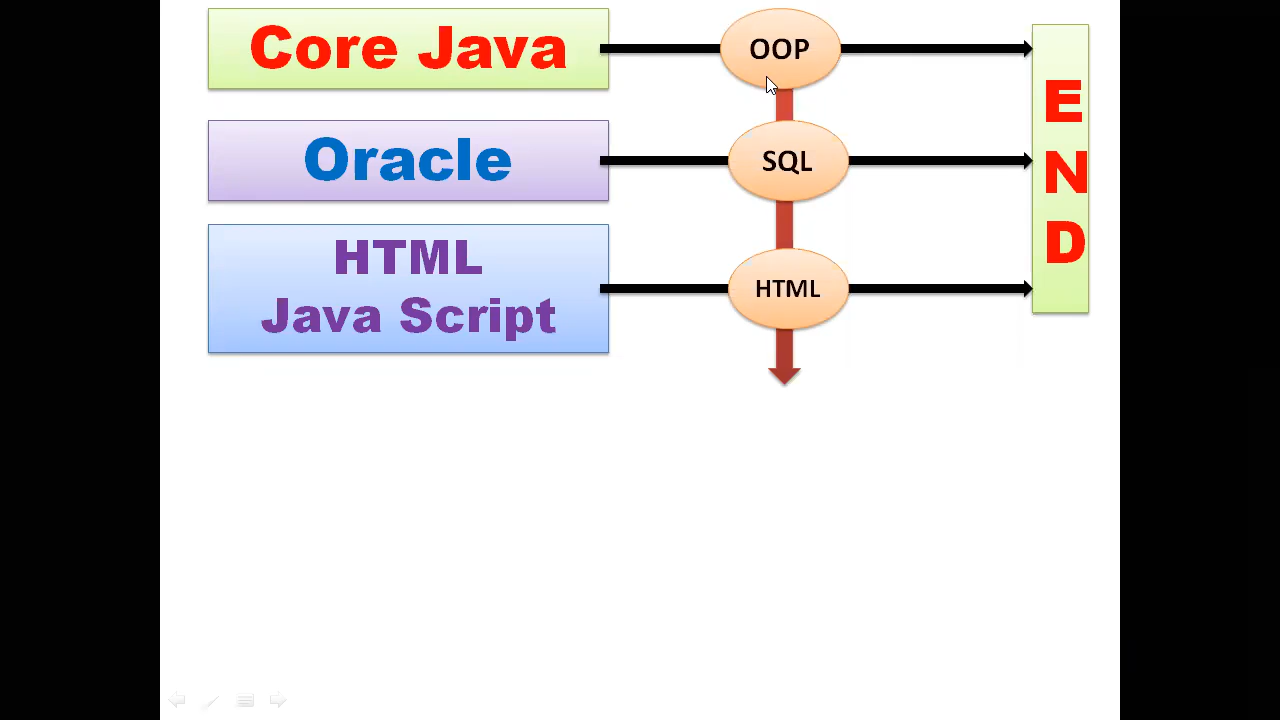 Core Java
OOP
Oracle
SQL
HTML
Java Script
HTML
E
N
D